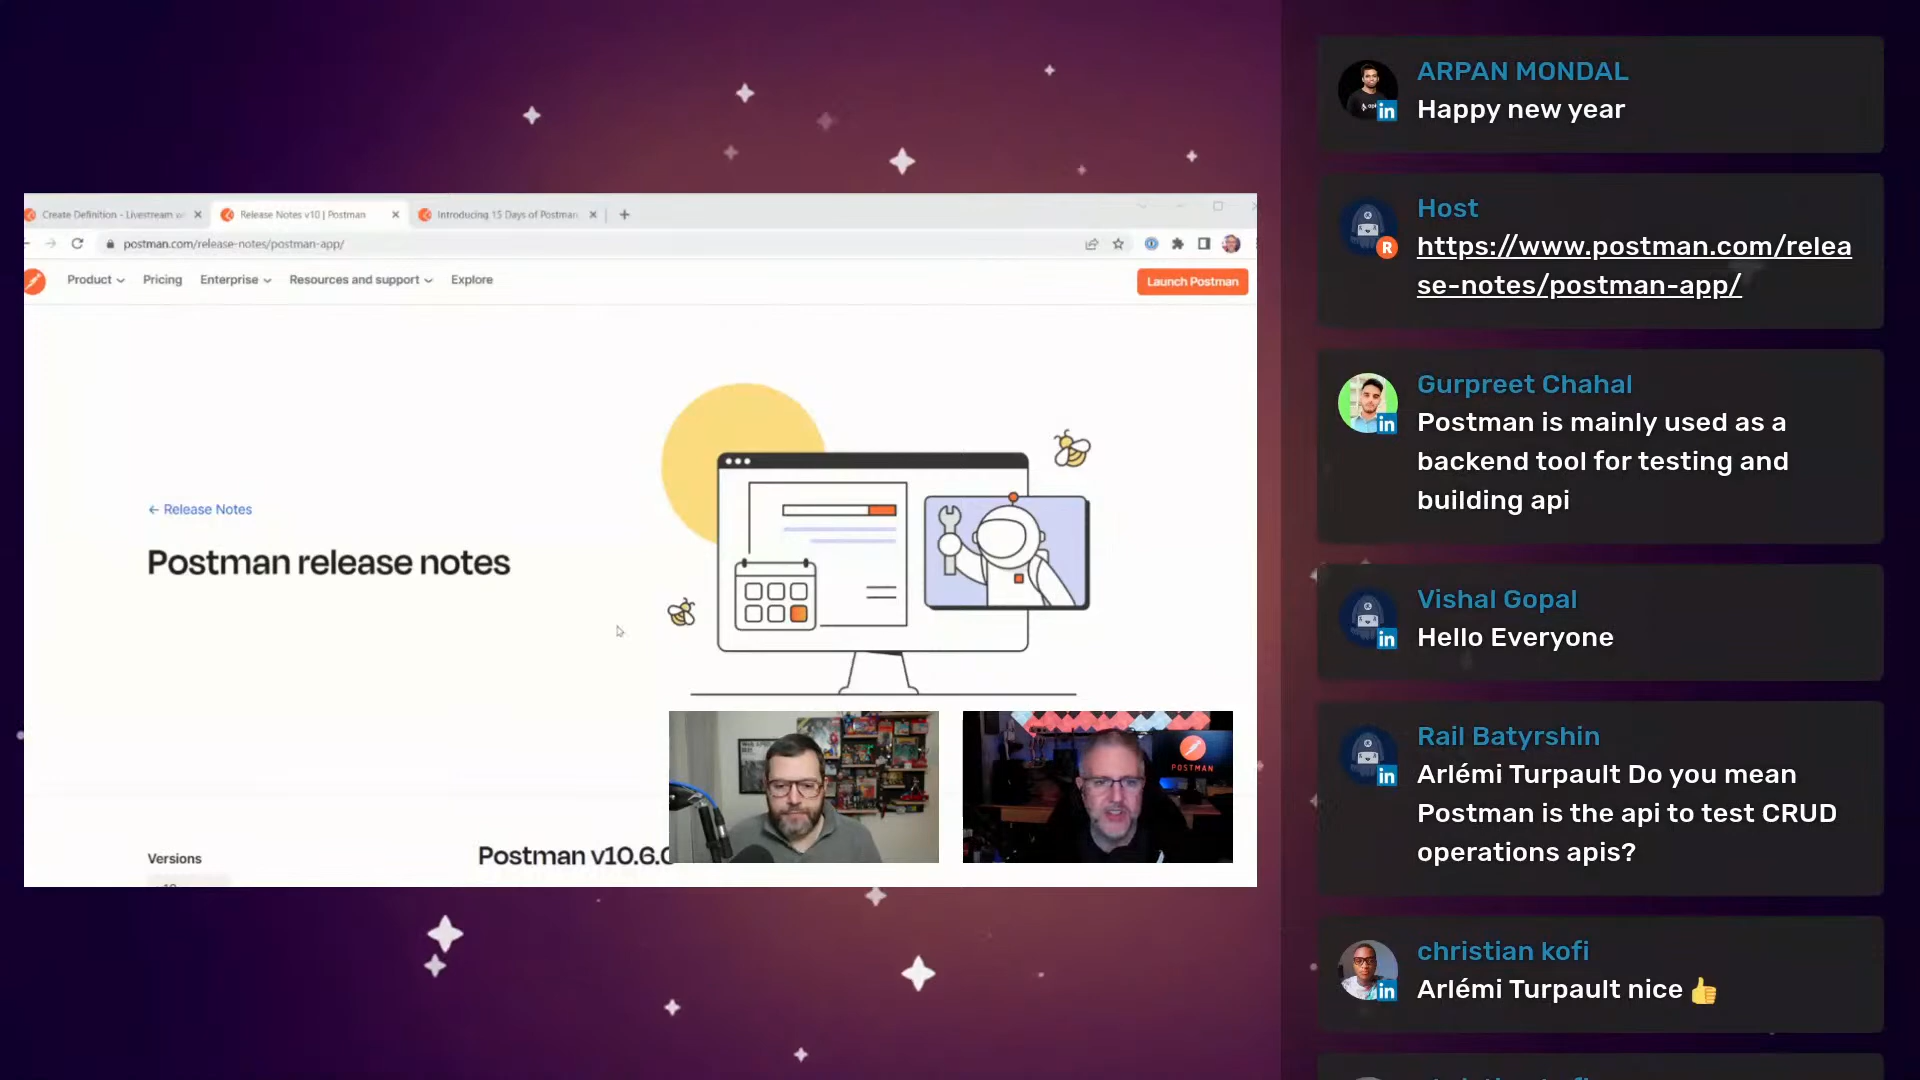 Create Definition - Livestream w
Release Notes v10 | Postman
Introducing 15 Days of Postman
postman.com/release-notes/postman-app/
Product
Pricing
Enterprise
Resources and support
Explore
Launch Postman
← Release Notes
Postman release notes
Versions
Postman v10.6.0
POSTMAN
ARPAN MONDAL
Happy new year
Host
https://www.postman.com/relea
se-notes/postman-app/
Gurpreet Chahal
Postman is mainly used as a
backend tool for testing and
building api
Vishal Gopal
Hello Everyone
Rail Batyrshin
Arlémi Turpault Do you mean
Postman is the api to test CRUD
operations apis?
christian kofi
Arlémi Turpault nice 👍